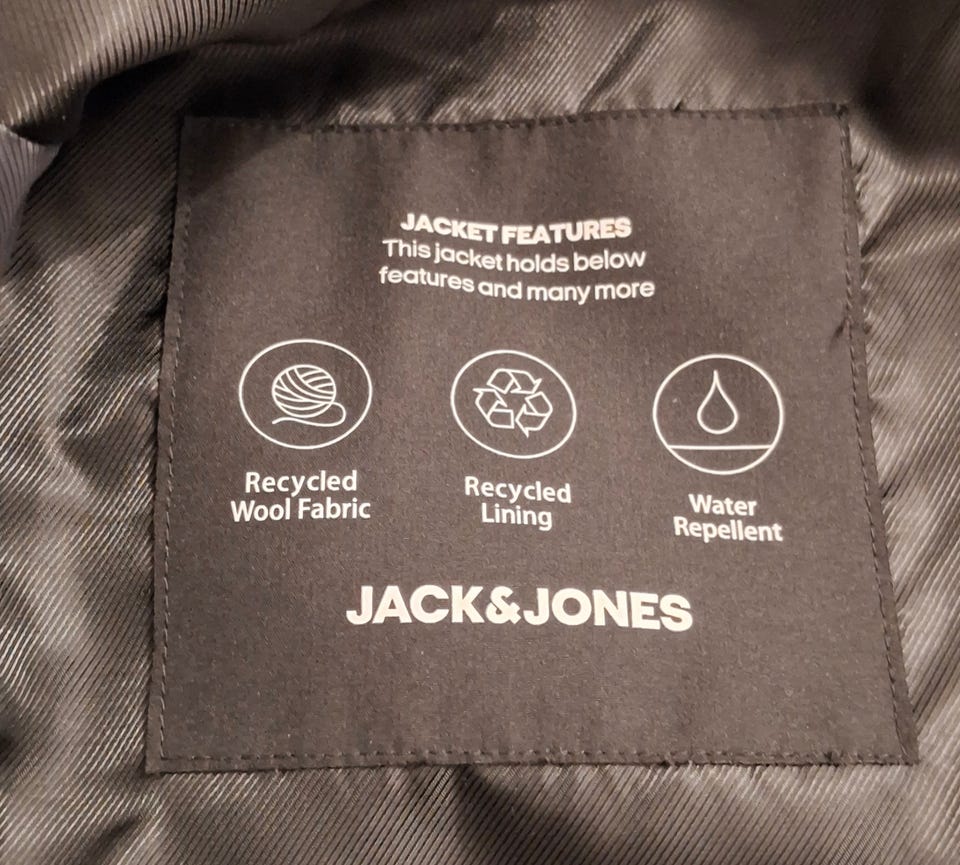 JACKET FEATURES
This jacket holds below
features and many more
Recycled
Wool Fabric
Recycled
Lining
Water
Repellent
JACK&JONES